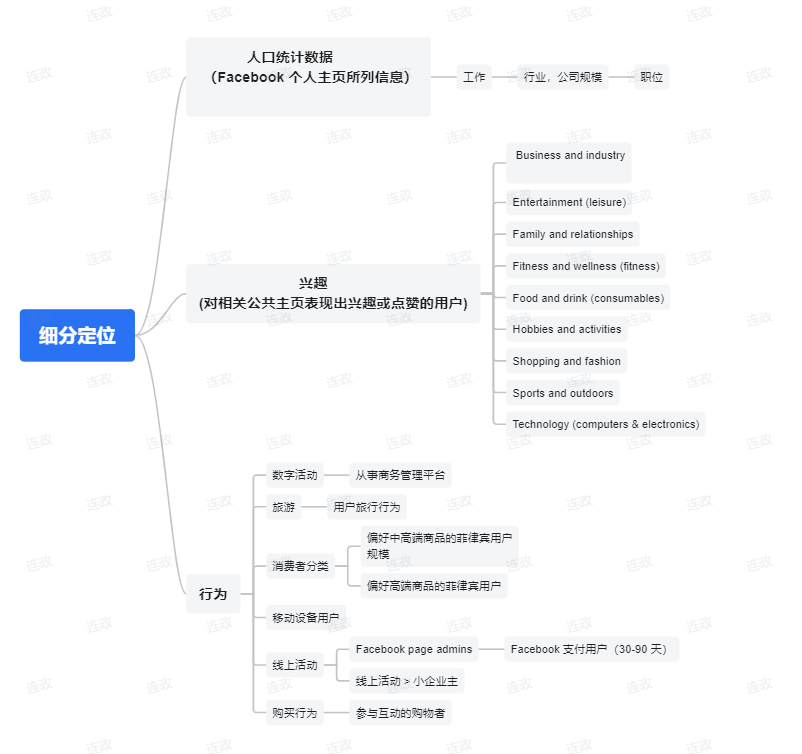 人口统计数据
（Facebook 个人主页所列信息）
工作
行业，公司规模
职位
Business and industry
Entertainment (leisure)
Family and relationships
Fitness and wellness (fitness)
兴趣
(对相关公共主页表现出兴趣或点赞的用户)
Food and drink (consumables)
Hobbies and activities
Shopping and fashion
Sports and outdoors
Technology (computers & electronics)
细分定位
行为
数字活动
从事商务管理平台
旅游
用户旅行行为
消费者分类
偏好中高端商品的菲律宾用户
规模
偏好高端商品的菲律宾用户
移动设备用户
线上活动
Facebook page admins
Facebook 支付用户（30-90 天）
线上活动 > 小企业主
购买行为
参与互动的购物者